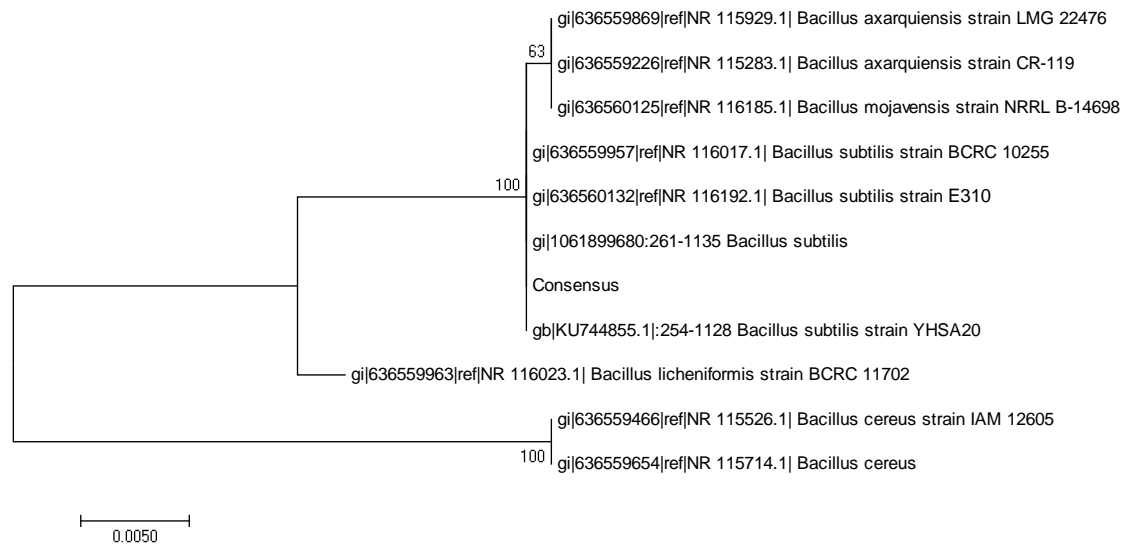 gi|636559869|ref|NR 115929.1| Bacillus axarquiensis strain LMG 22476
63
gi|636559226|ref|NR 115283.1| Bacillus axarquiensis strain CR-119
gi|636560125|ref|NR 116185.1| Bacillus mojavensis strain NRRL B-14698
gi|636559957|ref|NR 116017.1| Bacillus subtilis strain BCRC 10255
100
gi|636560132|ref|NR 116192.1| Bacillus subtilis strain E310
gi|1061899680:261-1135 Bacillus subtilis
Consensus
gb|KU744855.1|:254-1128 Bacillus subtilis strain YHSA20
gi|636559963|ref|NR 116023.1| Bacillus licheniformis strain BCRC 11702
gi|636559466|ref|NR 115526.1| Bacillus cereus strain IAM 12605
100
gi|636559654|ref|NR 115714.1| Bacillus cereus
0.0050